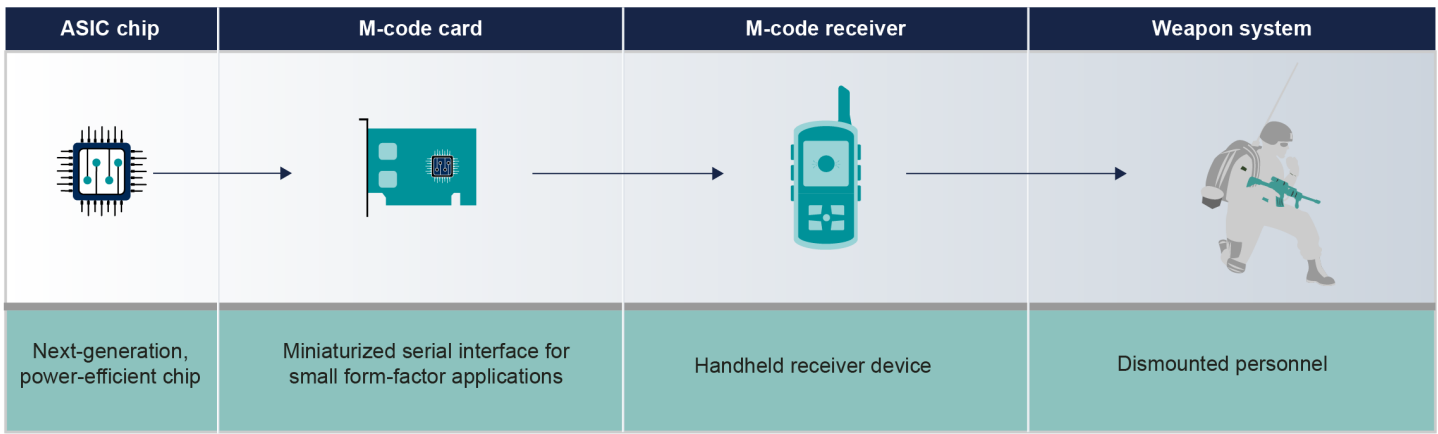 ASIC chip
M-code card
M-code receiver
Weapon system
Next-generation,
power-efficient chip
Miniaturized serial interface for
small form-factor applications
Handheld receiver device
Dismounted personnel